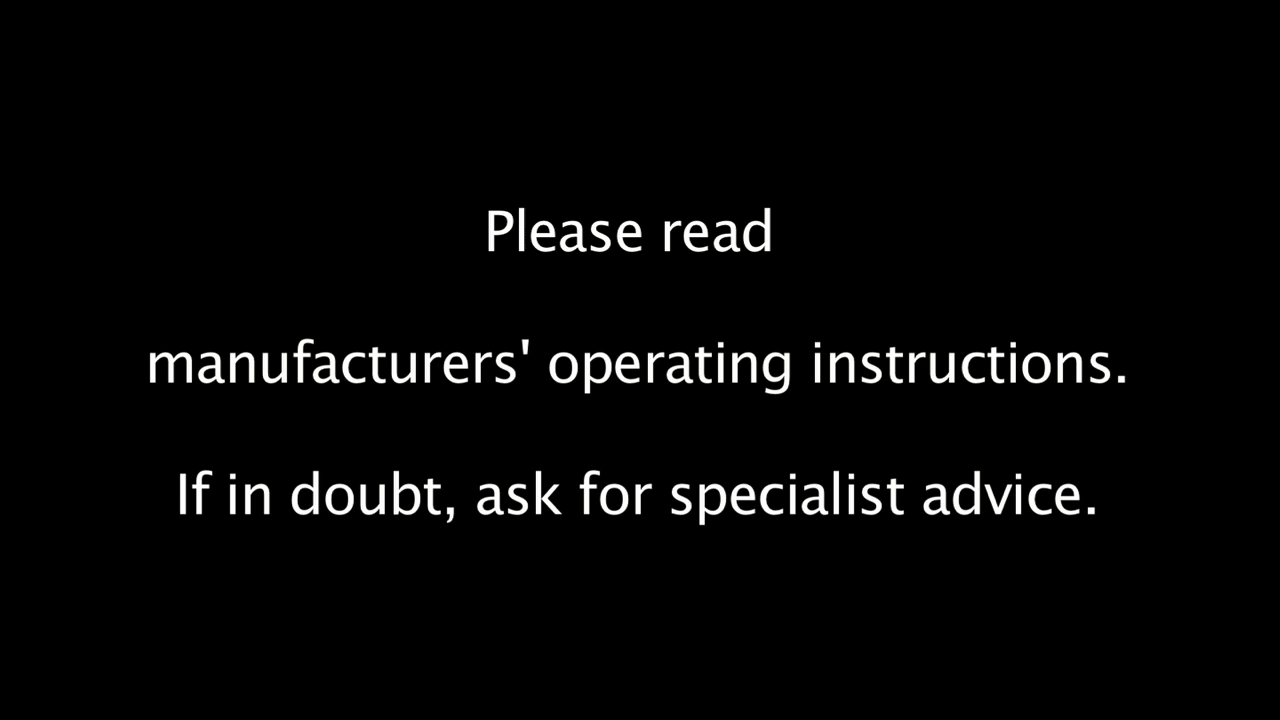 Please read
manufacturers' operating instructions.
If in doubt, ask for specialist advice.